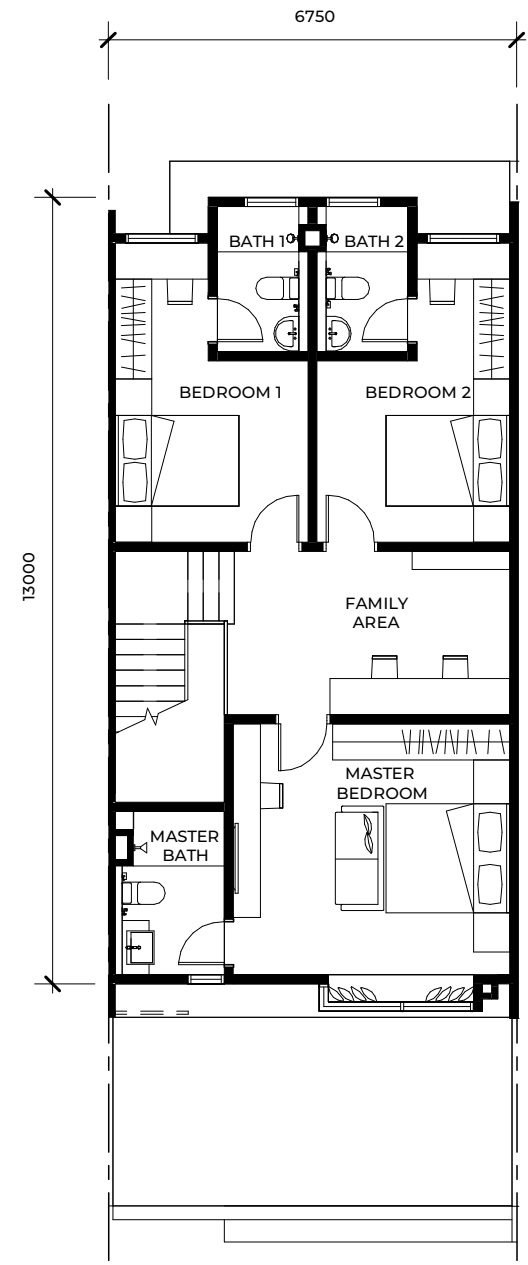 6750
BATH 1
BATH 2
BEDROOM 1
BEDROOM 2
13000
FAMILY
AREA
MASTER
BEDROOM
MASTER
BATH